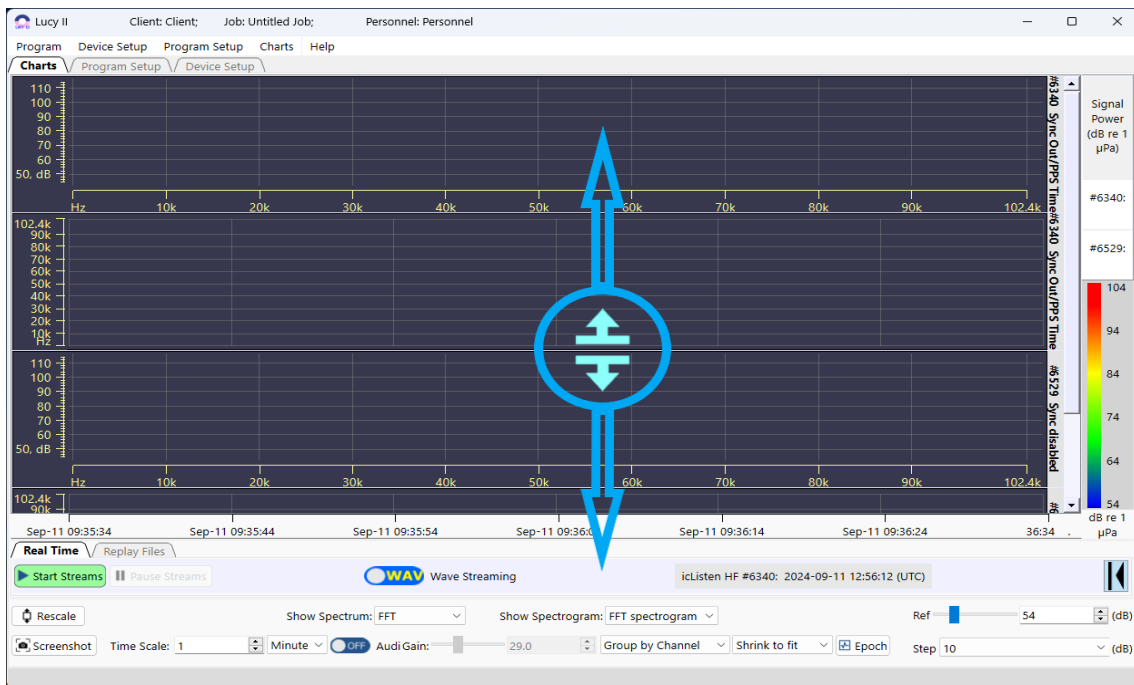 Lucy II Client: Client; Job: Untitled Job; Personnel: Personnel
Program Device Setup Program Setup Charts Help
Charts Program Setup Device Setup
110
100
90
80
70
60
50, dB
Hz 10k 20k 30k 40k 50k 60k 70k 80k 90k 102.4k
#6340 Sync Out/PPS Time
102.4k
90k
80k
70k
60k
50k
40k
30k
20k
10k
Hz
#6340 Sync Out/PPS Time
110
100
90
80
70
60
50, dB
Hz 10k 20k 30k 40k 50k 60k 70k 80k 90k 102.4k
#6529 Sync disabled
102.4k
90k
Sep-11 09:35:34 Sep-11 09:35:44 Sep-11 09:35:54 Sep-11 09:36:0 Sep-11 09:36:14 Sep-11 09:36:24 36:34 .
Signal
Power
(dB re 1
µPa)
#6340:
#6529:
104
94
84
74
64
54
dB re 1
µPa
Real Time Replay Files
Start Streams Pause Streams WAV Wave Streaming icListen HF #6340: 2024-09-11 12:56:12 (UTC)
Rescale Show Spectrum: FFT Show Spectrogram: FFT spectrogram Ref 54 (dB)
Screenshot Time Scale: 1 Minute OFF Audi Gain: 29.0 Group by Channel Shrink to fit Epoch Step 10 (dB)